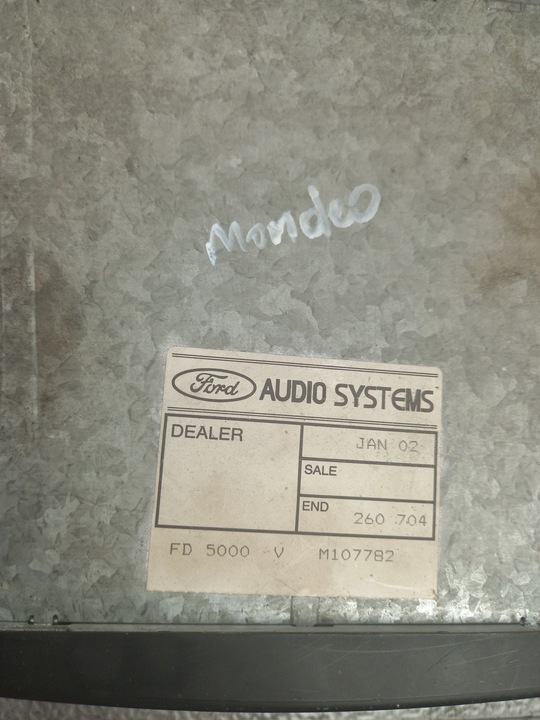 Mondeo
Ford AUDIO SYSTEMS
DEALER
JAN 02
SALE
END
260 704
FD 5000 V M107782